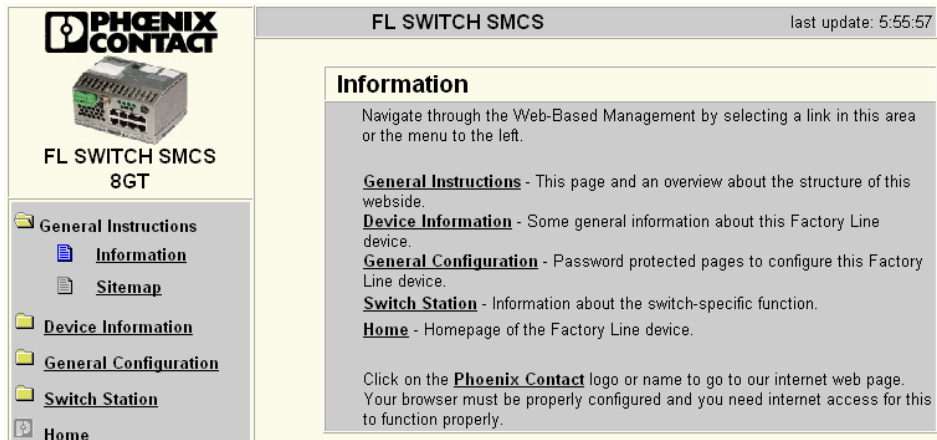 PHŒNIX
CONTACT
FL SWITCH SMCS
8GT
General Instructions
Information
Sitemap
Device Information
General Configuration
Switch Station
Home
FL SWITCH SMCS
last update: 5:55:57
Information
Navigate through the Web-Based Management by selecting a link in this area
or the menu to the left.
General Instructions - This page and an overview about the structure of this
webside.
Device Information - Some general information about this Factory Line
device.
General Configuration - Password protected pages to configure this Factory
Line device.
Switch Station - Information about the switch-specific function.
Home - Homepage of the Factory Line device.
Click on the Phoenix Contact logo or name to go to our internet web page.
Your browser must be properly configured and you need internet access for this
to function properly.